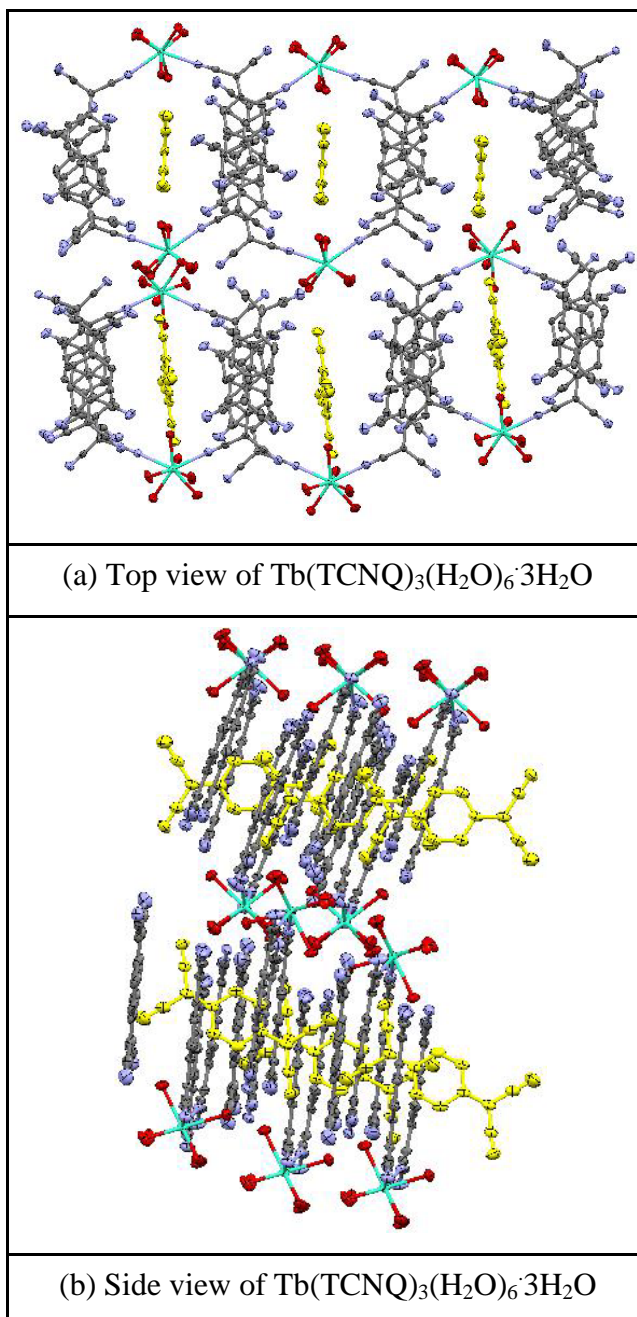 (a) Top view of Tb(TCNQ)₃(H₂O)₆·3H₂O
(b) Side view of Tb(TCNQ)₃(H₂O)₆·3H₂O